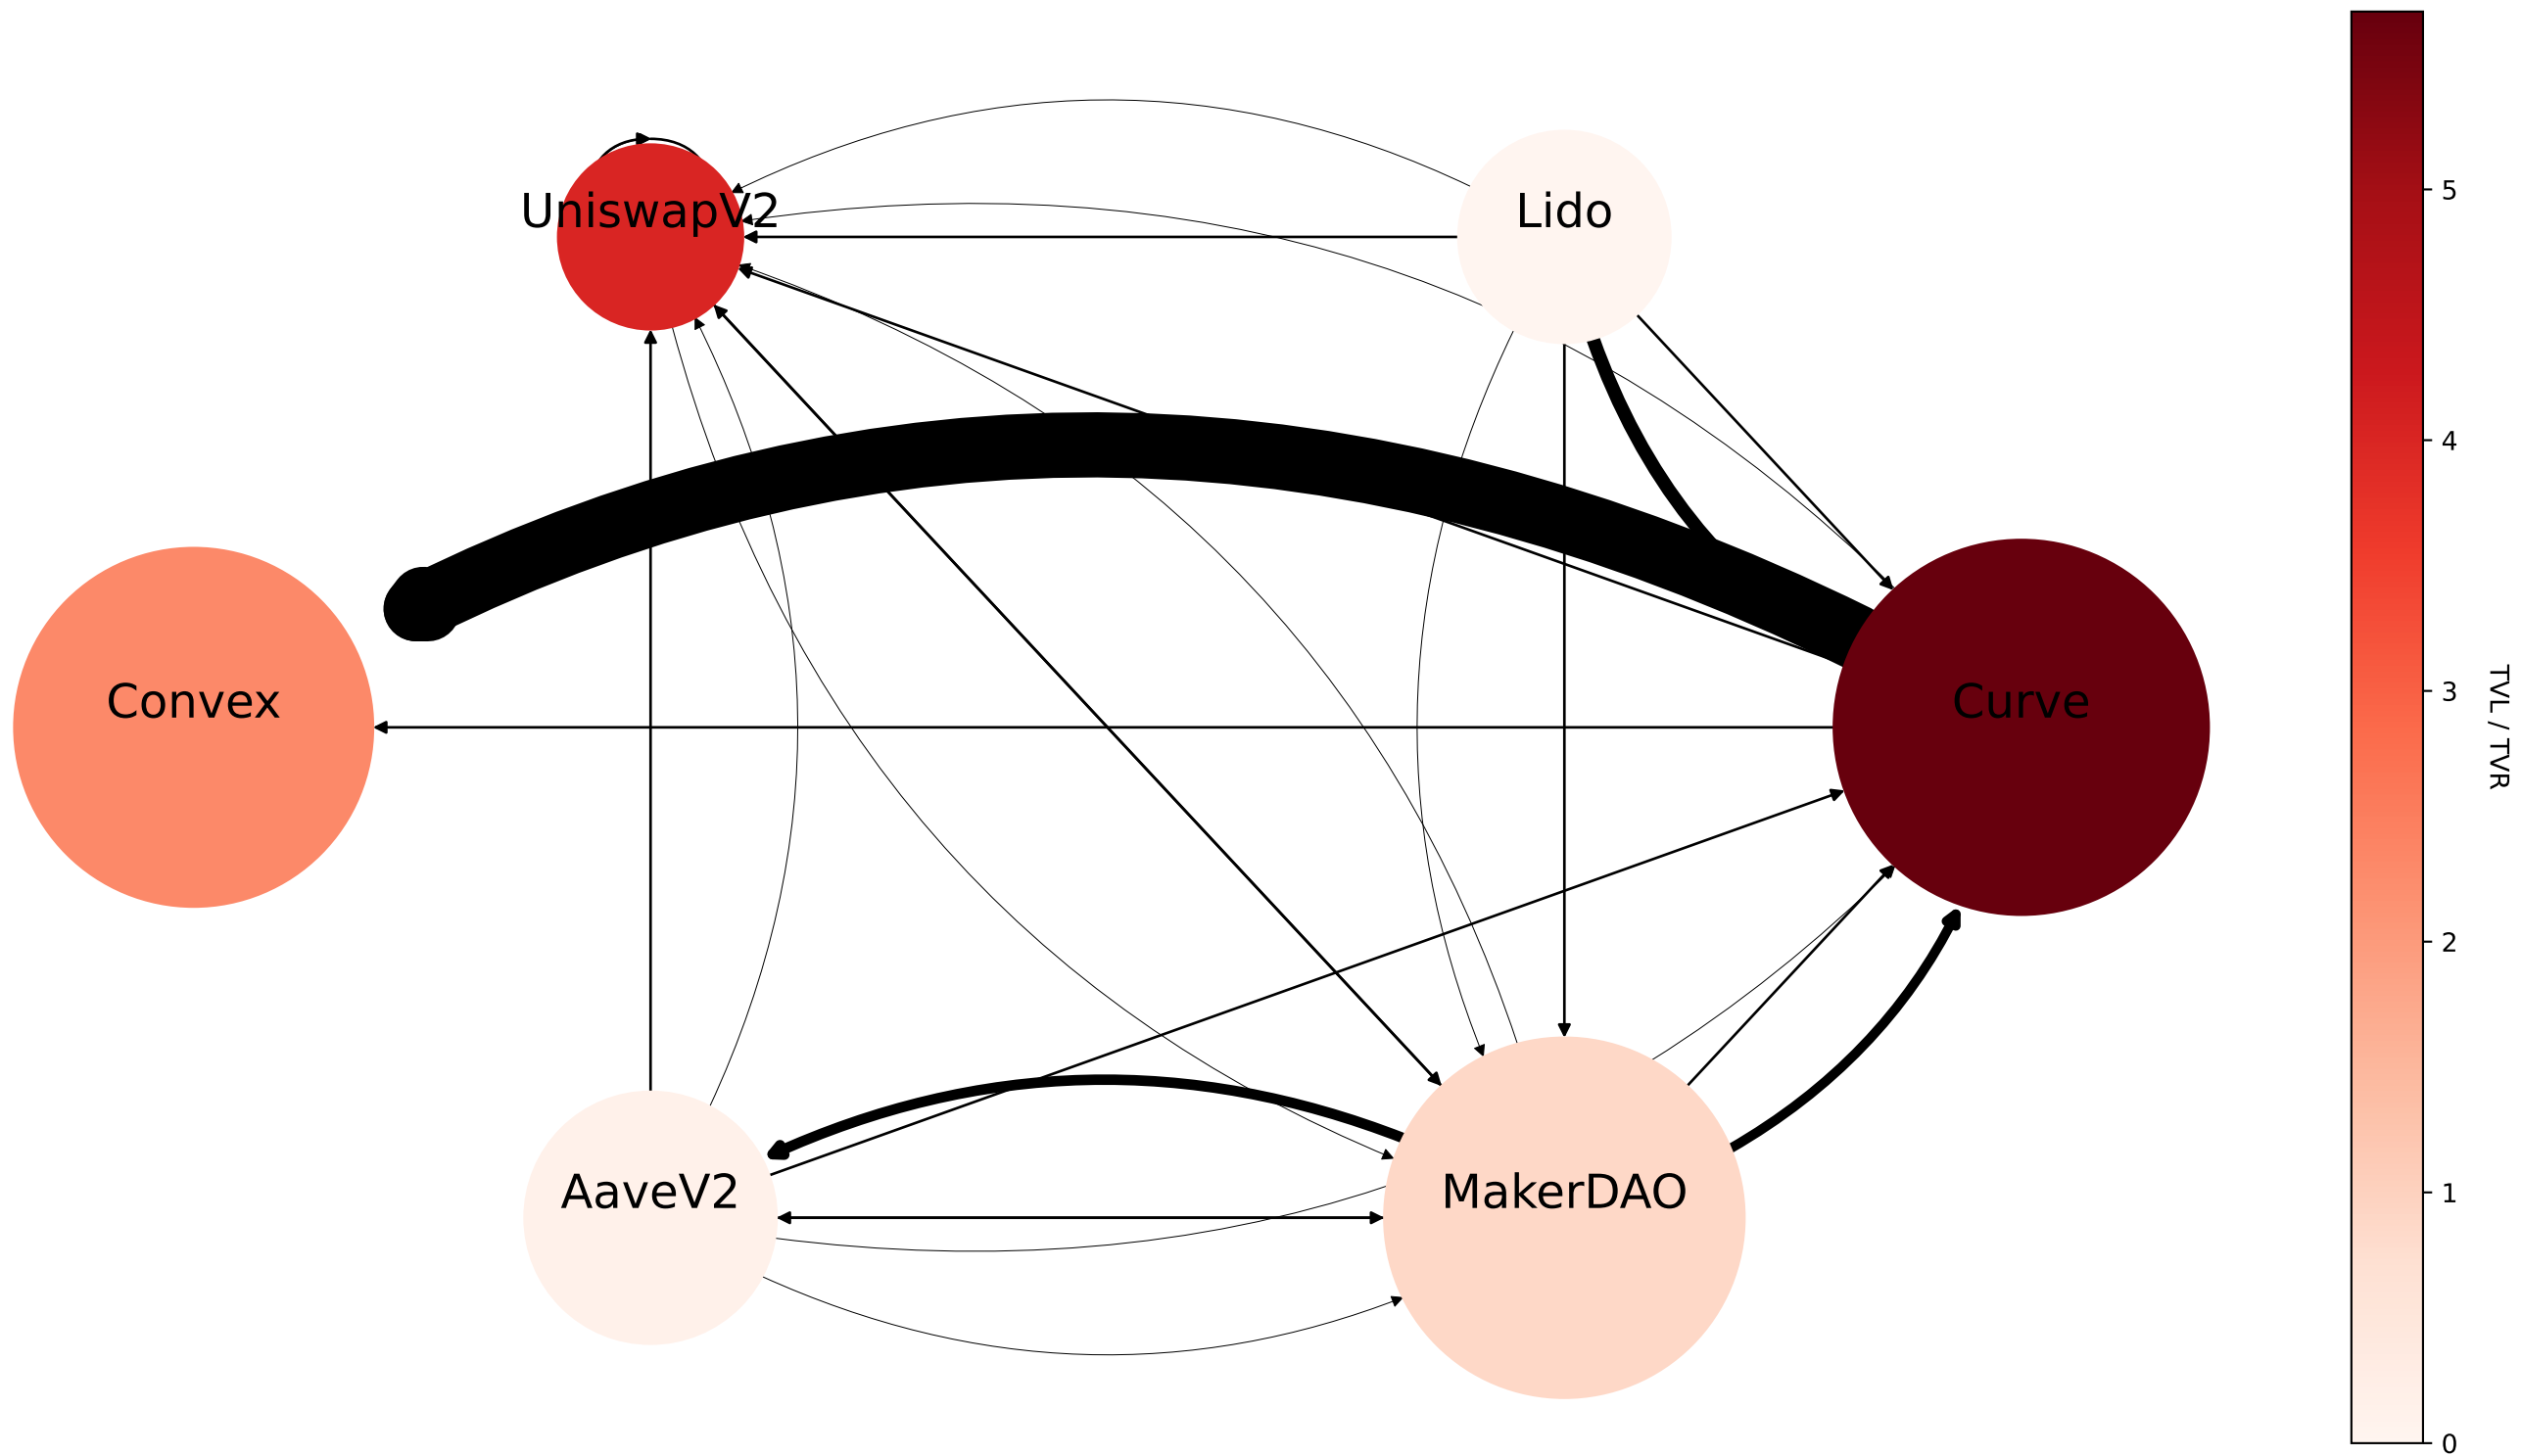 UniswapV2
Lido
Convex
Curve
AaveV2
MakerDAO
5
4
3
2
1
0
TVL / TVR